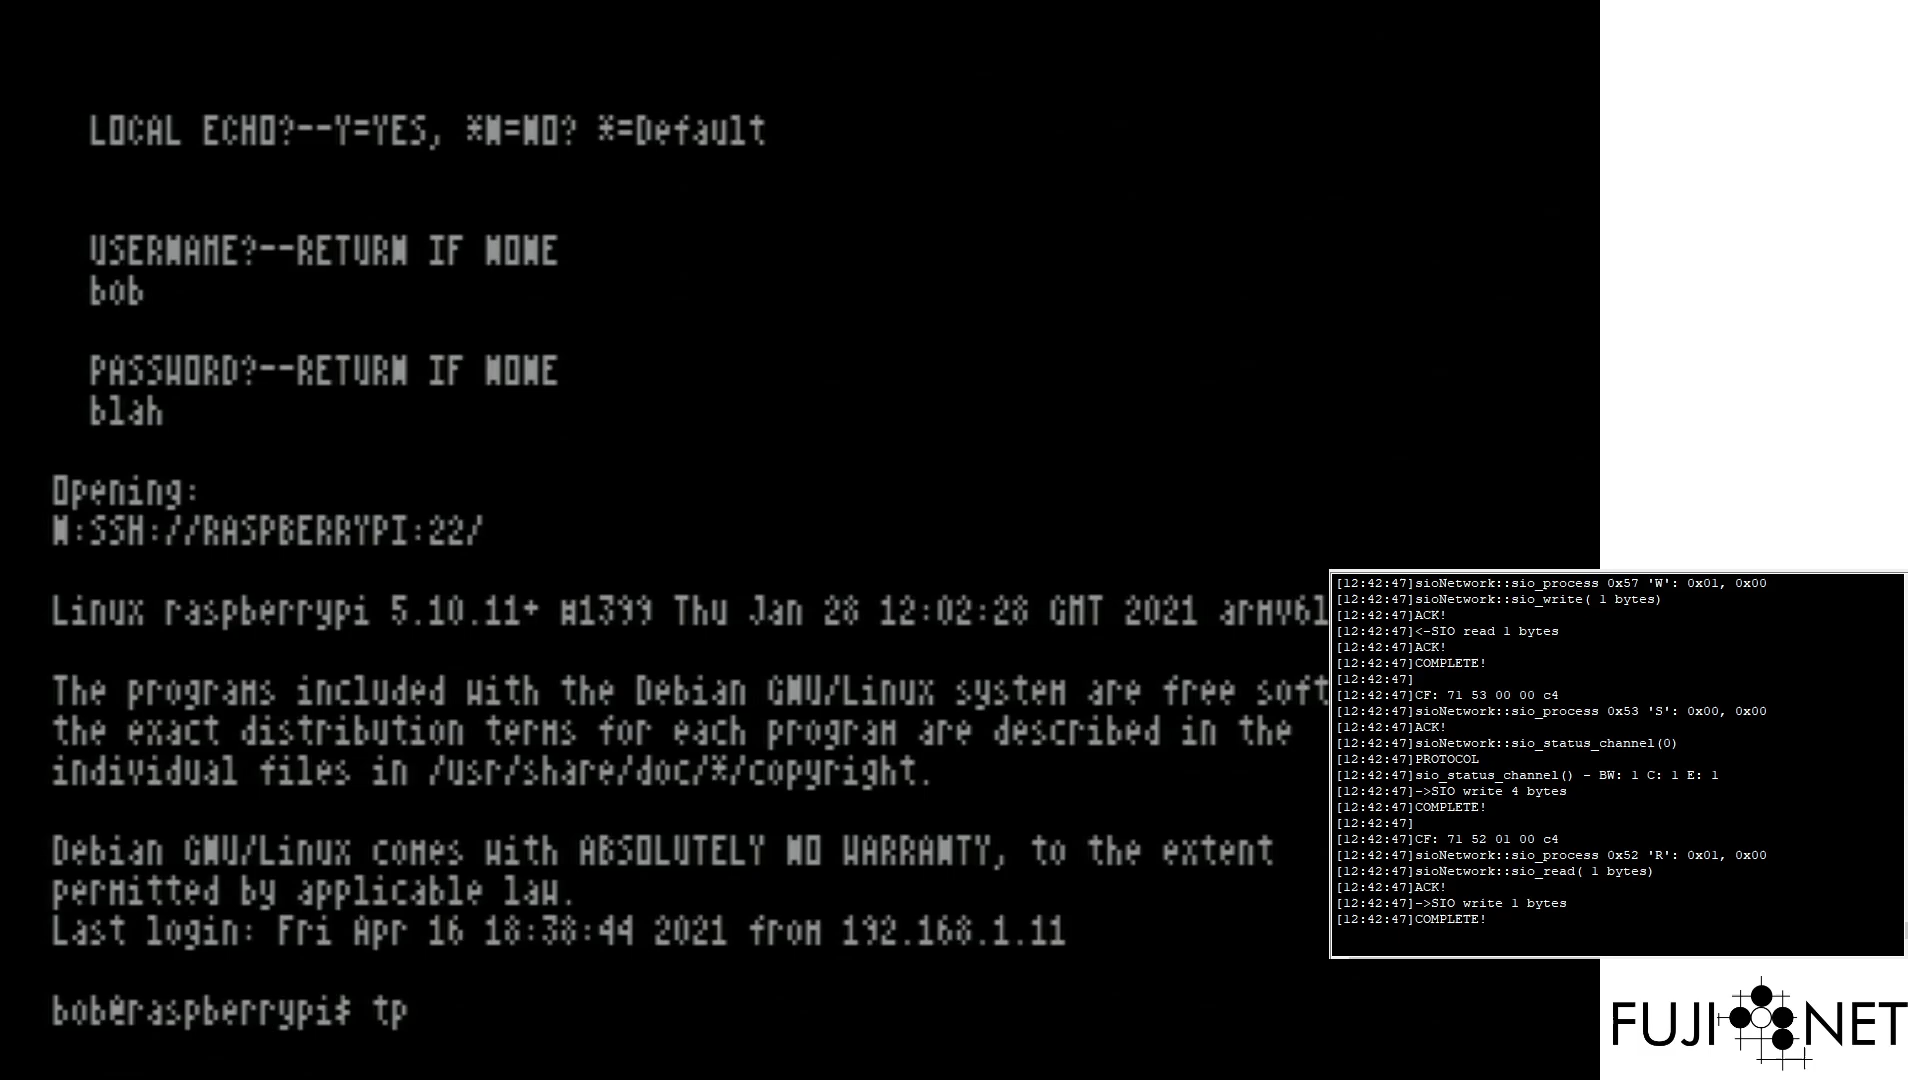 LOCAL ECHO?--Y=YES, *N=NO? *=Default
USERNAME?--RETURN IF NONE
bob
PASSWORD?--RETURN IF NONE
blah
Opening:
N:SSH://RASPBERRYPI:22/
Linux raspberrypi 5.10.11+ #1399 Thu Jan 28 12:02:28 GMT 2021 armv6l
The programs included with the Debian GNU/Linux system are free soft
the exact distribution terms for each program are described in the
individual files in /usr/share/doc/*/copyright.
Debian GNU/Linux comes with ABSOLUTELY NO WARRANTY, to the extent
permitted by applicable law.
Last login: Fri Apr 16 18:38:44 2021 from 192.168.1.11
bob@raspberrypi$ tp
[12:42:47]sioNetwork::sio_process 0x57 'W': 0x01, 0x00
[12:42:47]sioNetwork::sio_write( 1 bytes)
[12:42:47]ACK!
[12:42:47]<-SIO read 1 bytes
[12:42:47]ACK!
[12:42:47]COMPLETE!
[12:42:47]
[12:42:47]CF: 71 53 00 00 c4
[12:42:47]sioNetwork::sio_process 0x53 'S': 0x00, 0x00
[12:42:47]ACK!
[12:42:47]sioNetwork::sio_status_channel(0)
[12:42:47]PROTOCOL
[12:42:47]sio_status_channel() - BW: 1 C: 1 E: 1
[12:42:47]->SIO write 4 bytes
[12:42:47]COMPLETE!
[12:42:47]
[12:42:47]CF: 71 52 01 00 c4
[12:42:47]sioNetwork::sio_process 0x52 'R': 0x01, 0x00
[12:42:47]sioNetwork::sio_read( 1 bytes)
[12:42:47]ACK!
[12:42:47]->SIO write 1 bytes
[12:42:47]COMPLETE!
FUJI NET